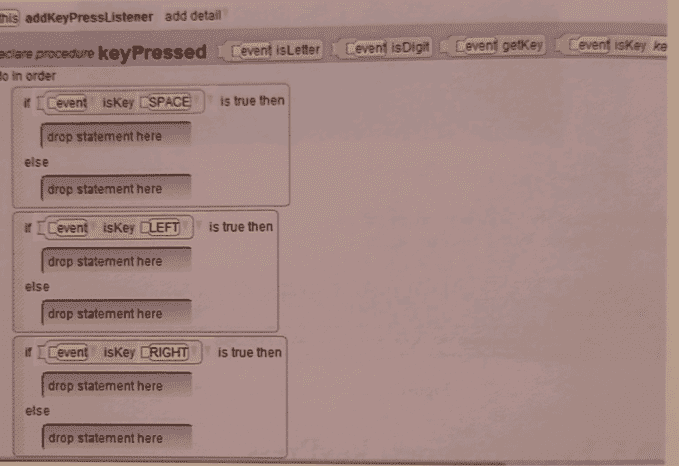 this addKeyPressListener add detail
declare procedure keyPressed event isLetter event isDigit event getKey event isKey ke
do in order
if event isKey SPACE is true then
drop statement here
else
drop statement here
if event isKey LEFT is true then
drop statement here
else
drop statement here
if event isKey RIGHT is true then
drop statement here
else
drop statement here